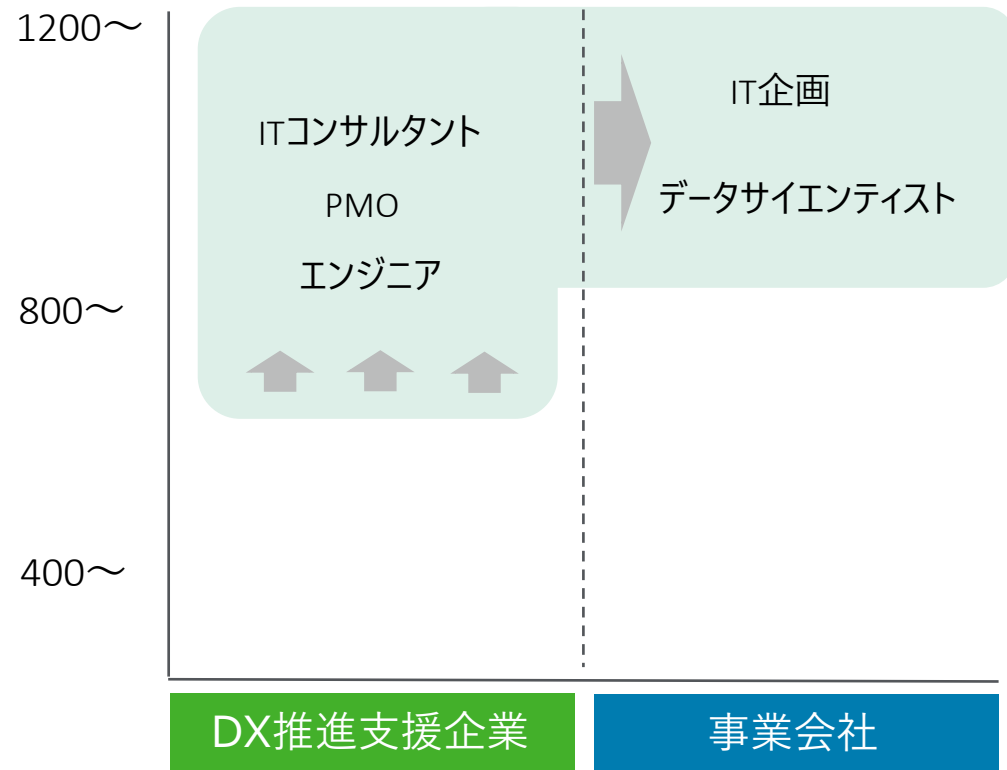 1200～
ITコンサルタント
PMO
エンジニア
IT企画
データサイエンティスト
800～
400～
DX推進支援企業
事業会社